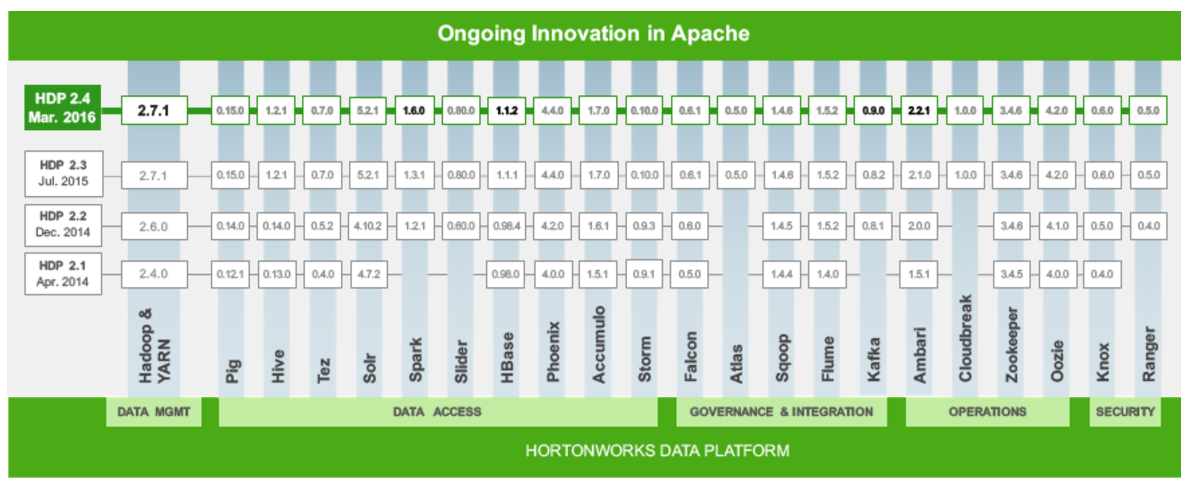 Ongoing Innovation in Apache
HDP 2.4
Mar. 2016
2.7.1 0.15.0 1.2.1 0.7.0 5.2.1 1.6.0 0.80.0 1.1.2 4.4.0 1.7.0 0.10.0 0.6.1 0.5.0 1.4.6 1.5.2 0.9.0 2.2.1 1.0.0 3.4.6 4.2.0 0.6.0 0.5.0
HDP 2.3
Jul. 2015
2.7.1 0.15.0 1.2.1 0.7.0 5.2.1 1.3.1 0.80.0 1.1.1 4.4.0 1.7.0 0.10.0 0.6.1 0.5.0 1.4.6 1.5.2 0.8.2 2.1.0 1.0.0 3.4.6 4.2.0 0.6.0 0.5.0
HDP 2.2
Dec. 2014
2.6.0 0.14.0 0.14.0 0.5.2 4.10.2 1.2.1 0.60.0 0.98.4 4.2.0 1.6.1 0.9.3 0.6.0 1.4.5 1.5.2 0.8.1 2.0.0 3.4.6 4.1.0 0.5.0 0.4.0
HDP 2.1
Apr. 2014
2.4.0 0.12.1 0.13.0 0.4.0 4.7.2 0.98.0 4.0.0 1.5.1 0.9.1 0.5.0 1.4.4 1.4.0 1.5.1 3.4.5 4.0.0 0.4.0
Hadoop &
YARN
Pig
Hive
Tez
Solr
Spark
Slider
HBase
Phoenix
Accumulo
Storm
Falcon
Atlas
Sqoop
Flume
Kafka
Ambari
Cloudbreak
Zookeeper
Oozie
Knox
Ranger
DATA MGMT DATA ACCESS GOVERNANCE & INTEGRATION OPERATIONS SECURITY
HORTONWORKS DATA PLATFORM